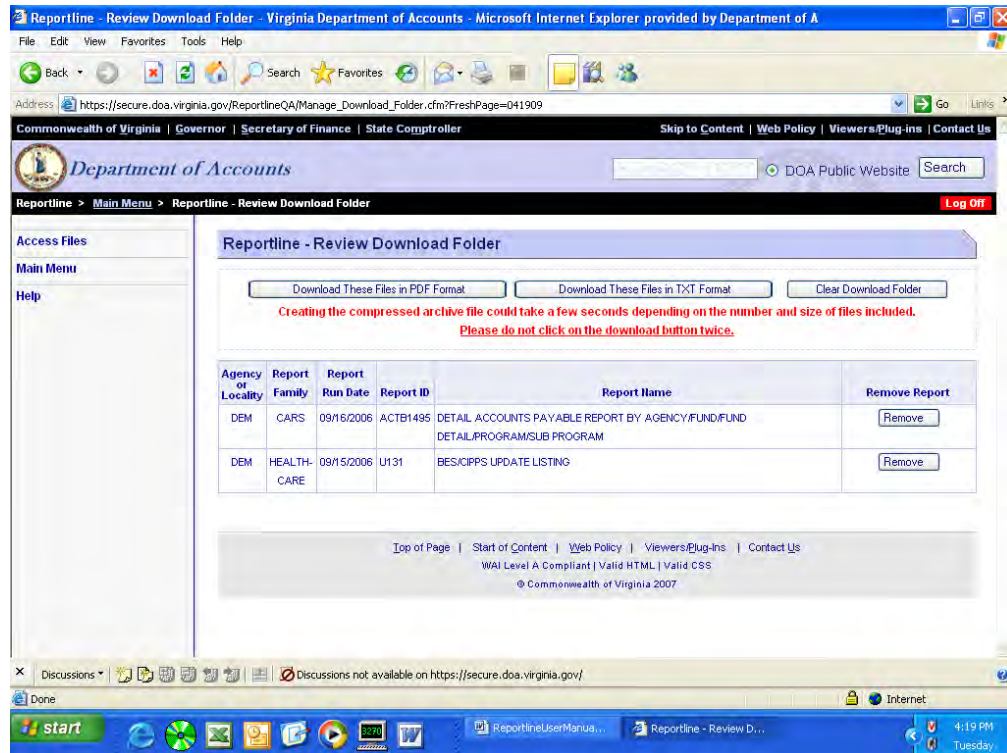 Reportline - Review Download Folder - Virginia Department of Accounts - Microsoft Internet Explorer provided by Department of A
File Edit View Favorites Tools Help
Back Search Favorites
Address https://secure.doa.virginia.gov/ReportlineQA/Manage_Download_Folder.cfm?FreshPage=041909 Go Links
Commonwealth of Virginia | Governor | Secretary of Finance | State Comptroller Skip to Content | Web Policy | Viewers/Plug-ins | Contact Us
Department of Accounts DOA Public Website Search
Reportline > Main Menu > Reportline - Review Download Folder Log Off
Access Files
Main Menu
Help
Reportline - Review Download Folder
Download These Files in PDF Format Download These Files in TXT Format Clear Download Folder
Creating the compressed archive file could take a few seconds depending on the number and size of files included.
Please do not click on the download button twice.
Agency or Locality Report Family Report Run Date Report ID Report Name Remove Report
DEM CARS 09/16/2006 ACTB1495 DETAIL ACCOUNTS PAYABLE REPORT BY AGENCY/FUND/FUND DETAIL/PROGRAM/SUB PROGRAM Remove
DEM HEALTH-CARE 09/15/2006 U131 BES/CIPPS UPDATE LISTING Remove
Top of Page | Start of Content | Web Policy | Viewers/Plug-Ins | Contact Us
WAI Level A Compliant | Valid HTML | Valid CSS
© Commonwealth of Virginia 2007
Discussions Discussions not available on https://secure.doa.virginia.gov/
Done Internet
start 3270 ReportlineUserManua... Reportline - Review D... 4:19 PM
Tuesday